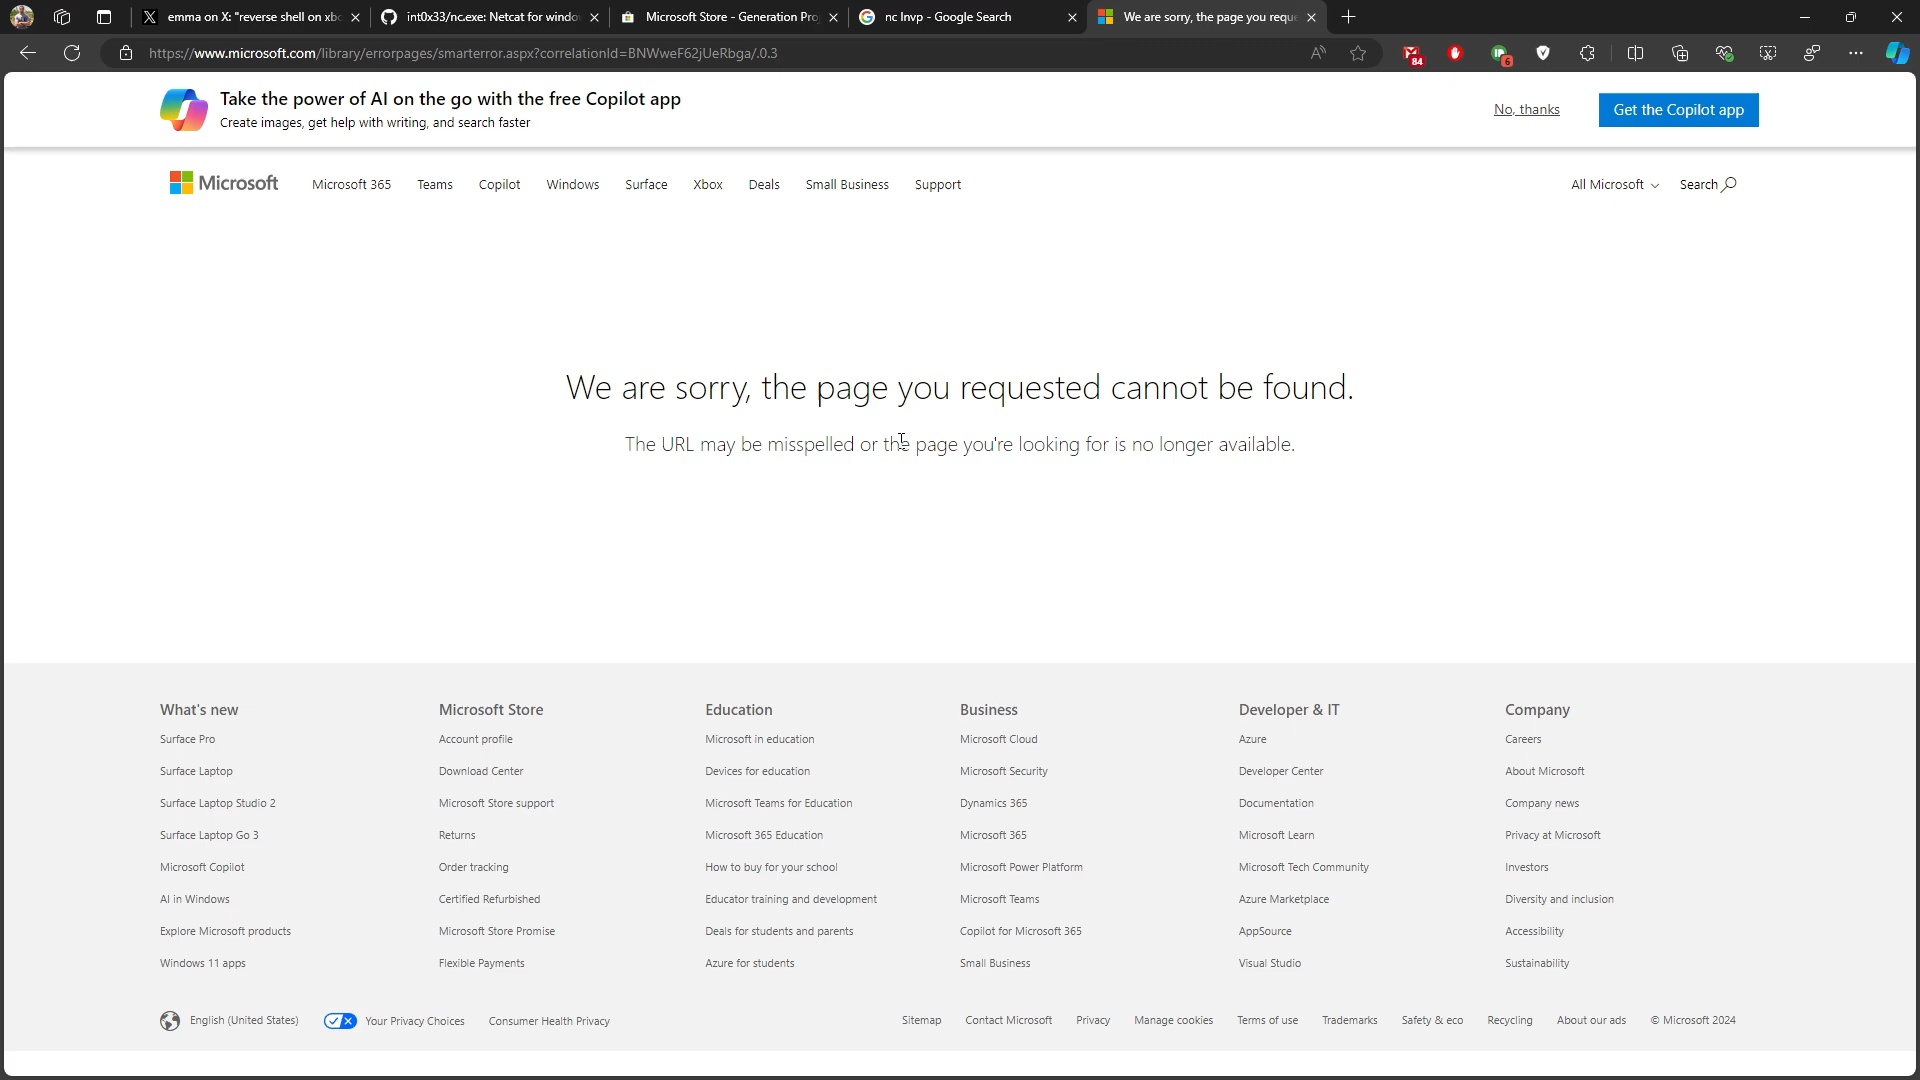 emma on X: "reverse shell on xbo
int0x33/nc.exe: Netcat for window
Microsoft Store - Generation Proj
nc lnvp - Google Search
We are sorry, the page you reque
https://www.microsoft.com/library/errorpages/smarterror.aspx?correlationId=BNWweF62jUeRbga/.0.3
84
6
Take the power of AI on the go with the free Copilot app
Create images, get help with writing, and search faster
No, thanks
Get the Copilot app
Microsoft
Microsoft 365
Teams
Copilot
Windows
Surface
Xbox
Deals
Small Business
Support
All Microsoft
Search
We are sorry, the page you requested cannot be found.
The URL may be misspelled or the page you're looking for is no longer available.
What's new
Surface Pro
Surface Laptop
Surface Laptop Studio 2
Surface Laptop Go 3
Microsoft Copilot
AI in Windows
Explore Microsoft products
Windows 11 apps
Microsoft Store
Account profile
Download Center
Microsoft Store support
Returns
Order tracking
Certified Refurbished
Microsoft Store Promise
Flexible Payments
Education
Microsoft in education
Devices for education
Microsoft Teams for Education
Microsoft 365 Education
How to buy for your school
Educator training and development
Deals for students and parents
Azure for students
Business
Microsoft Cloud
Microsoft Security
Dynamics 365
Microsoft 365
Microsoft Power Platform
Microsoft Teams
Copilot for Microsoft 365
Small Business
Developer & IT
Azure
Developer Center
Documentation
Microsoft Learn
Microsoft Tech Community
Azure Marketplace
AppSource
Visual Studio
Company
Careers
About Microsoft
Company news
Privacy at Microsoft
Investors
Diversity and inclusion
Accessibility
Sustainability
English (United States)
Your Privacy Choices
Consumer Health Privacy
Sitemap
Contact Microsoft
Privacy
Manage cookies
Terms of use
Trademarks
Safety & eco
Recycling
About our ads
© Microsoft 2024